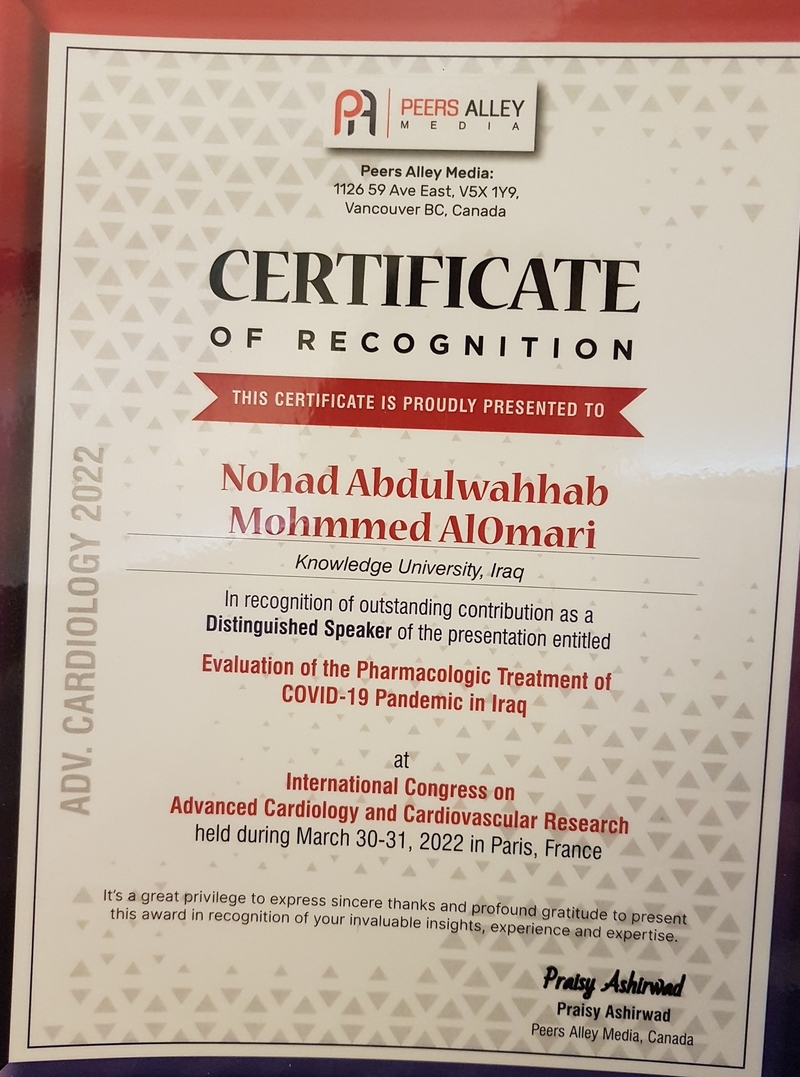 PA PEERS ALLEY
MEDIA
Peers Alley Media:
1126 59 Ave East, V5X 1Y9,
Vancouver BC, Canada
CERTIFICATE
OF RECOGNITION
THIS CERTIFICATE IS PROUDLY PRESENTED TO
Nohad Abdulwahhab
Mohmmed AlOmari
Knowledge University, Iraq
In recognition of outstanding contribution as a
Distinguished Speaker of the presentation entitled
Evaluation of the Pharmacologic Treatment of
COVID-19 Pandemic in Iraq
at
International Congress on
Advanced Cardiology and Cardiovascular Research
held during March 30-31, 2022 in Paris, France
It's a great privilege to express sincere thanks and profound gratitude to present
this award in recognition of your invaluable insights, experience and expertise.
Praisy Ashirwad
Praisy Ashirwad
Peers Alley Media, Canada
ADV. CARDIOLOGY 2022